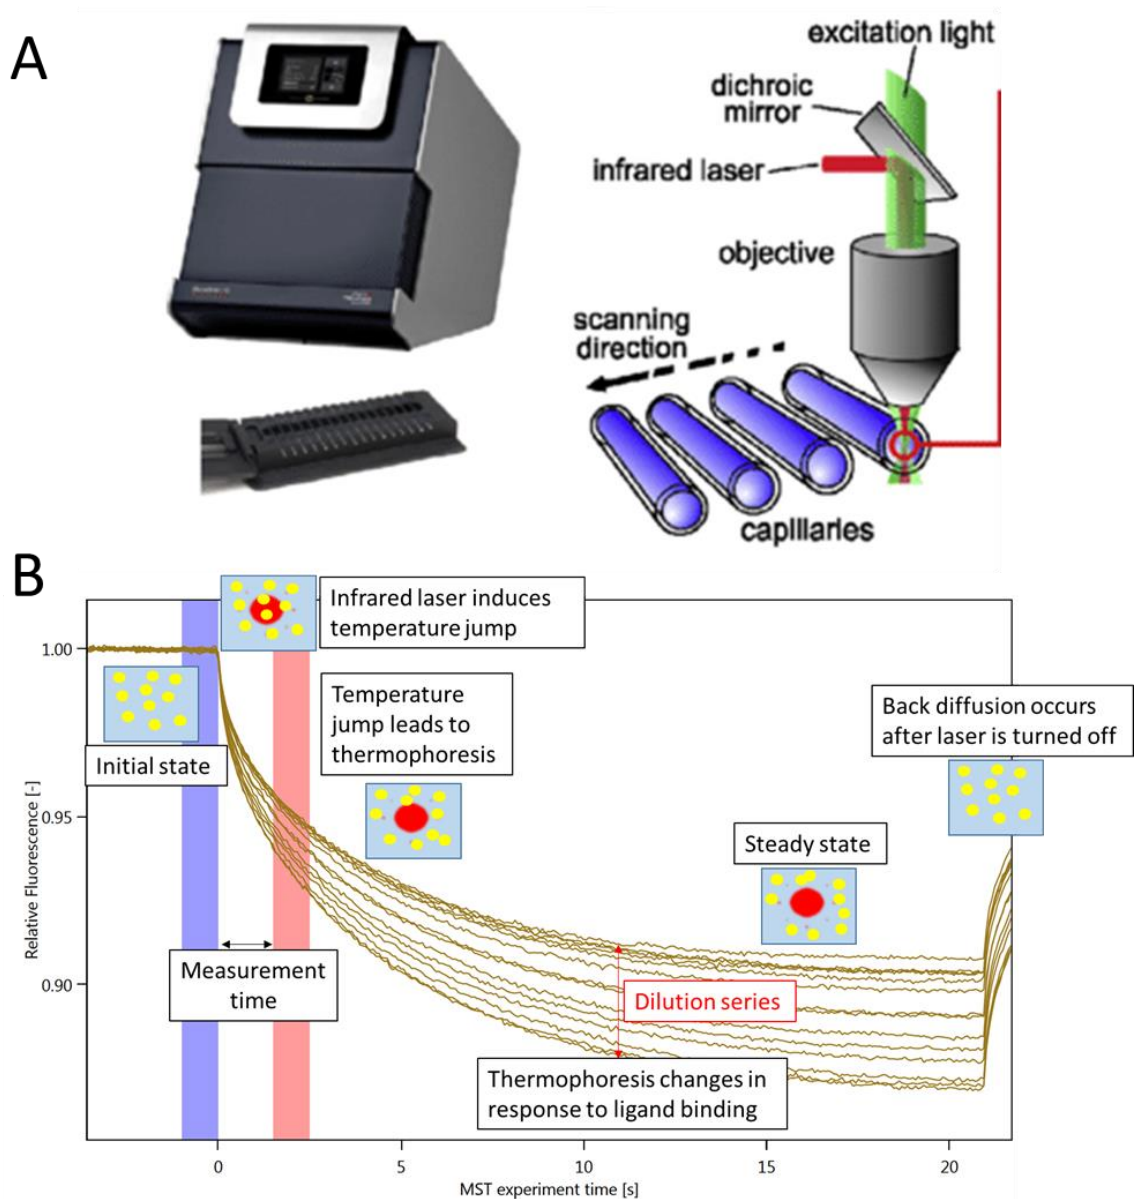 A
excitation light
dichroic
mirror
infrared laser
objective
scanning
direction
capillaries
B
Infrared laser induces
temperature jump
1.00
Temperature
jump leads to
thermophoresis
Back diffusion occurs
after laser is turned off
Initial state
0.95
Relative Fluorescence [-]
Steady state
Measurement
time
0.90
Dilution series
Thermophoresis changes in
response to ligand binding
0 5 10 15 20
MST experiment time [s]